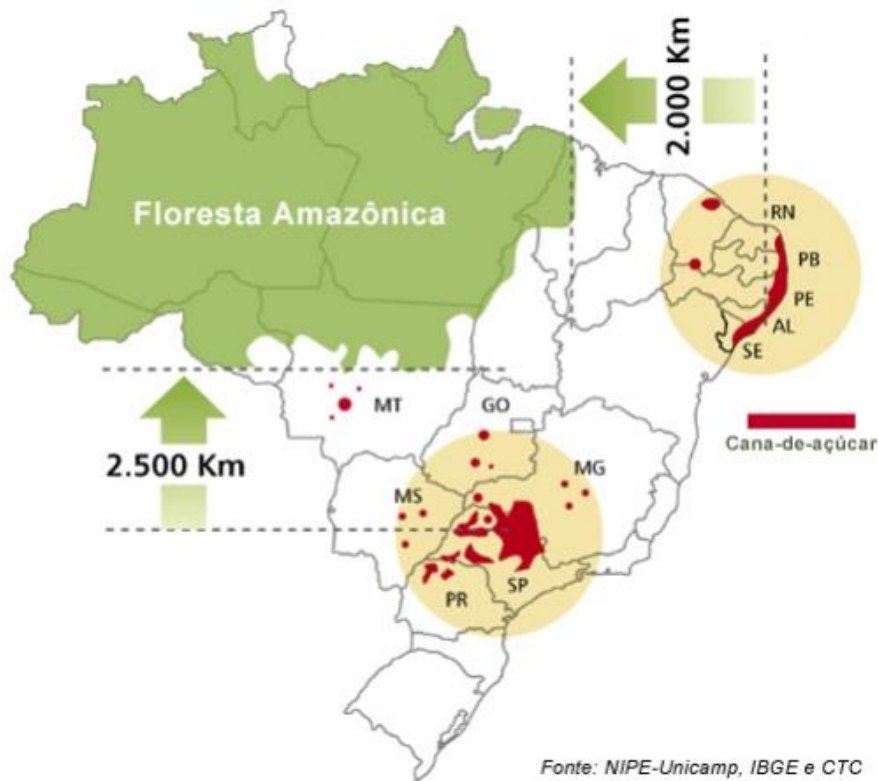 2.000 Km
Floresta Amazônica
RN
PB
PE
AL
SE
MT
GO
Cana-de-açúcar
2.500 Km
MG
MS
SP
PR
Fonte: NIPE-Unicamp, IBGE e CTC